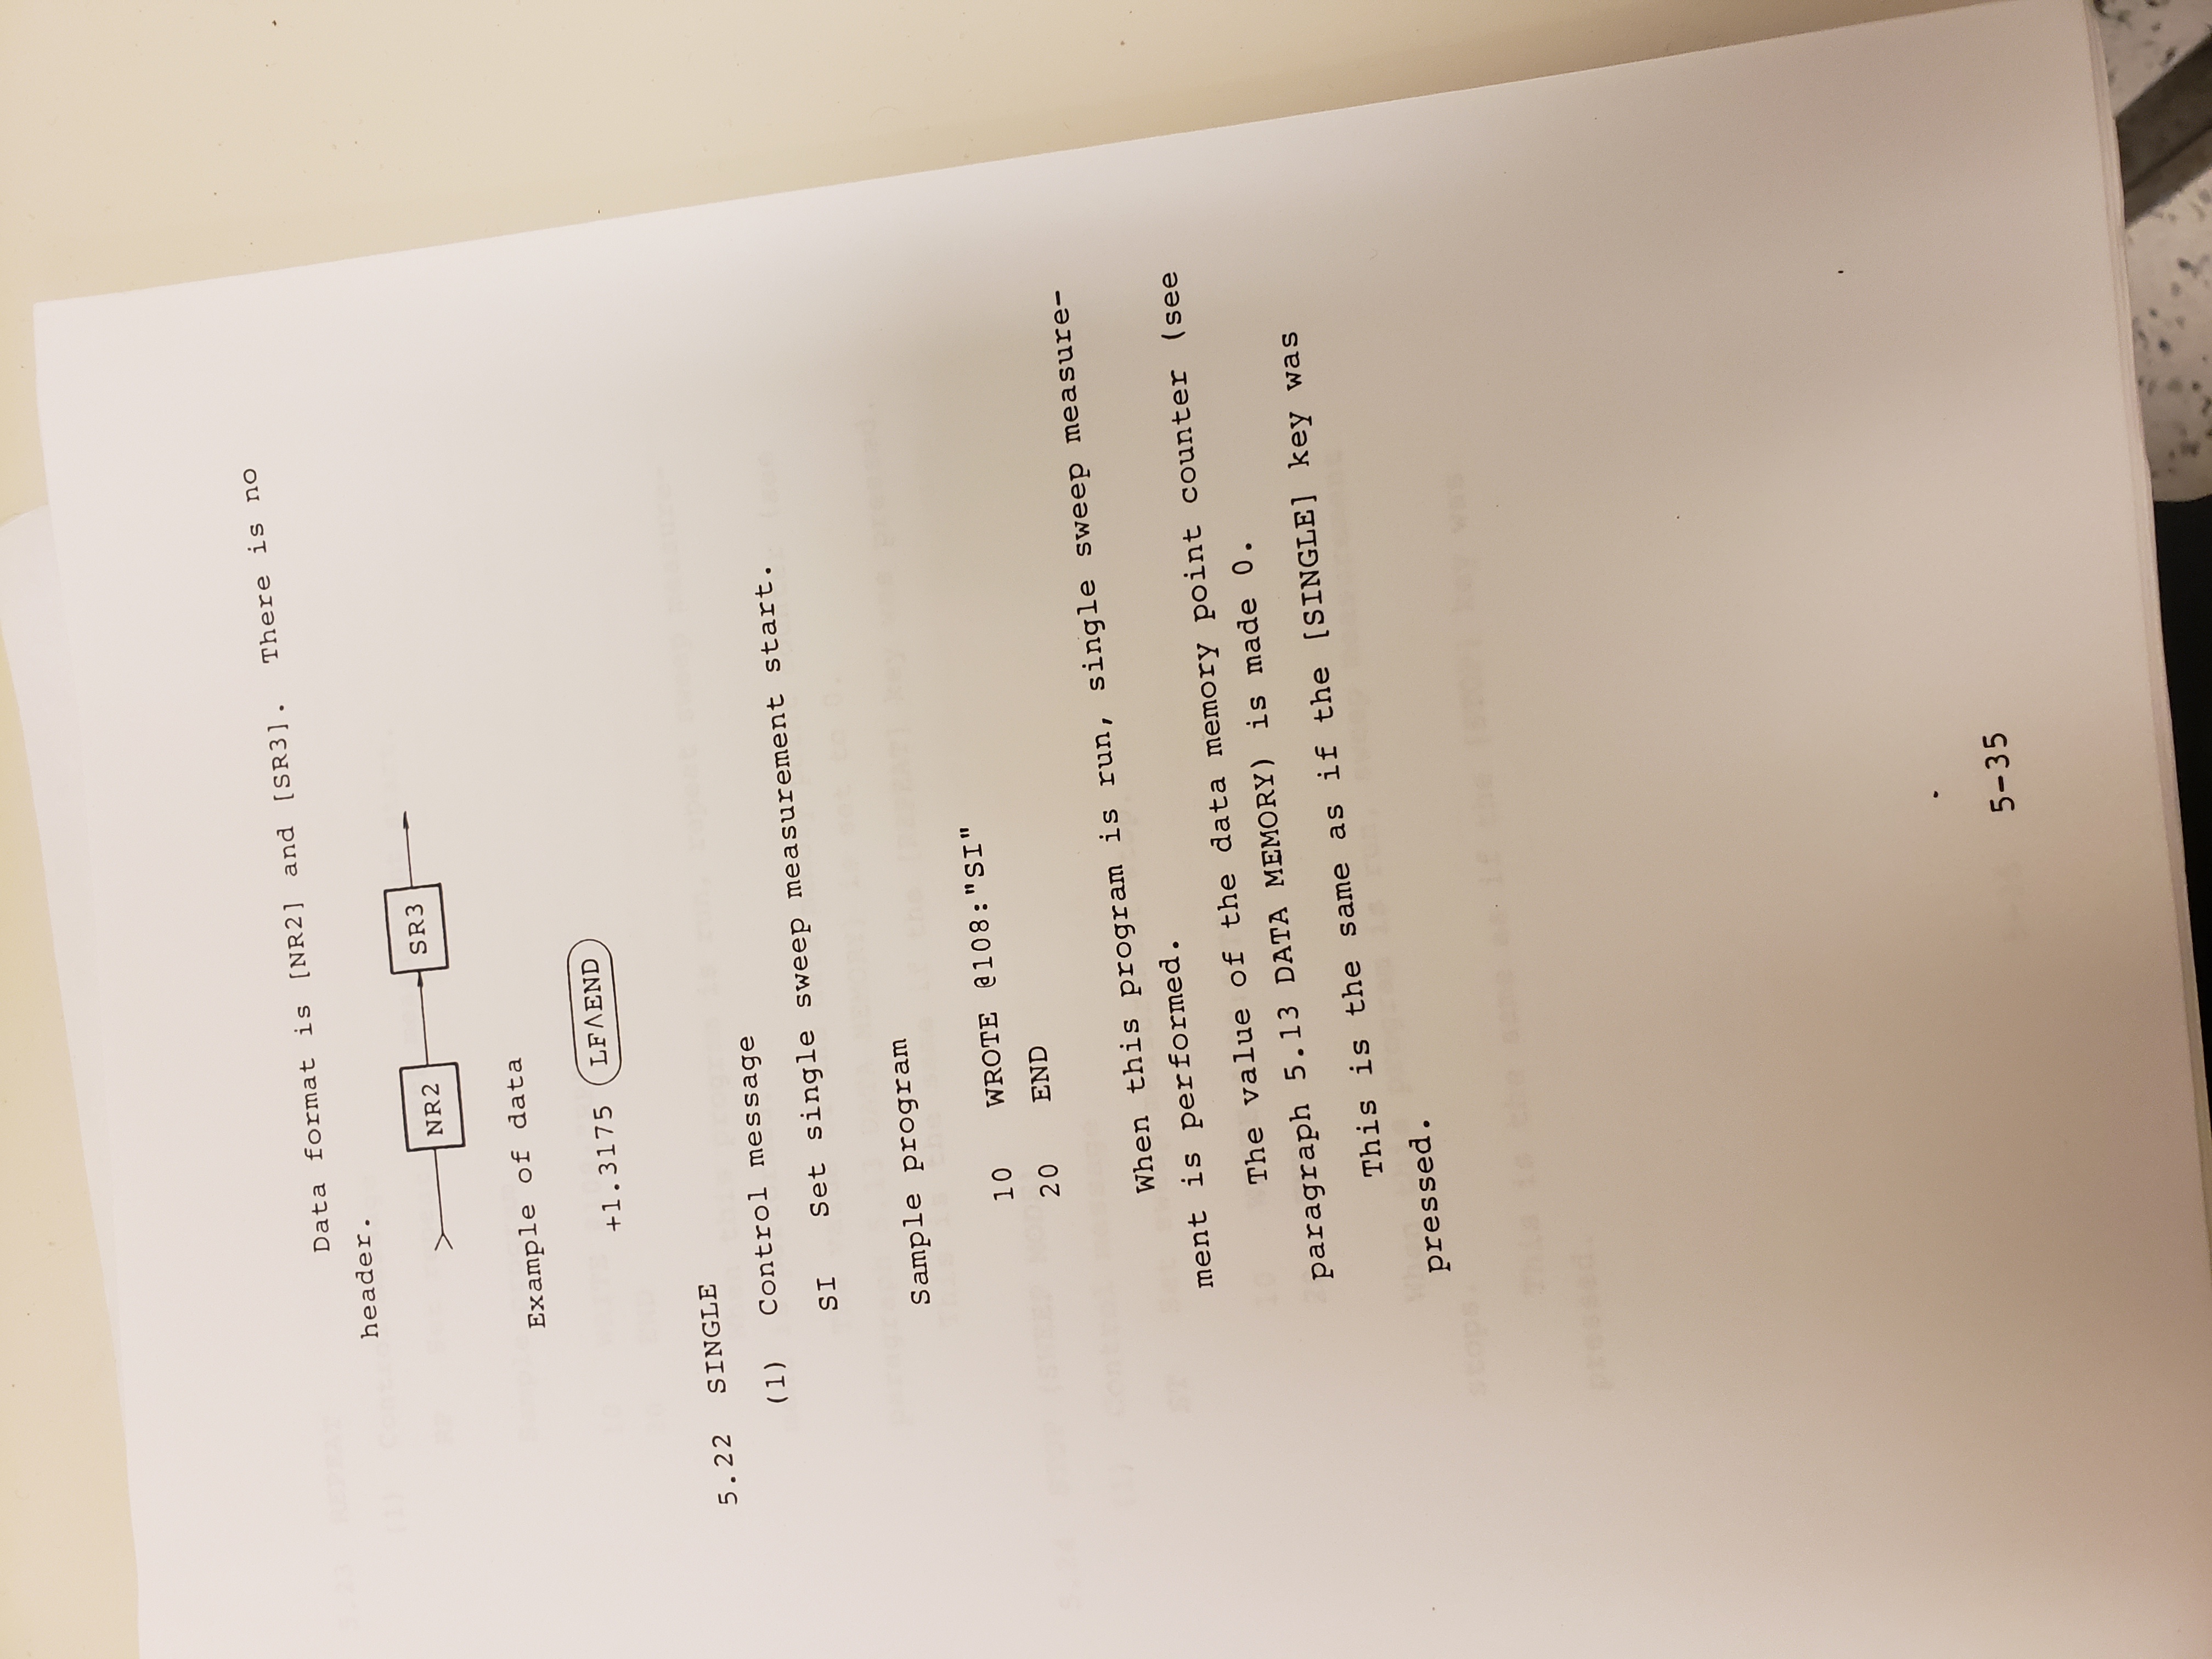 Data format is [NR2] and [SR3]. There is no
header.
NR2 SR3
Example of data
+1.3175 LF∧END
5.22 SINGLE
(1) Control message
SI Set single sweep measurement start.
Sample program
10 WROTE @108:"SI"
20 END
When this program is run, single sweep measure-
ment is performed.
The value of the data memory point counter (see
paragraph 5.13 DATA MEMORY) is made 0.
This is the same as if the [SINGLE] key was
pressed.
5-35